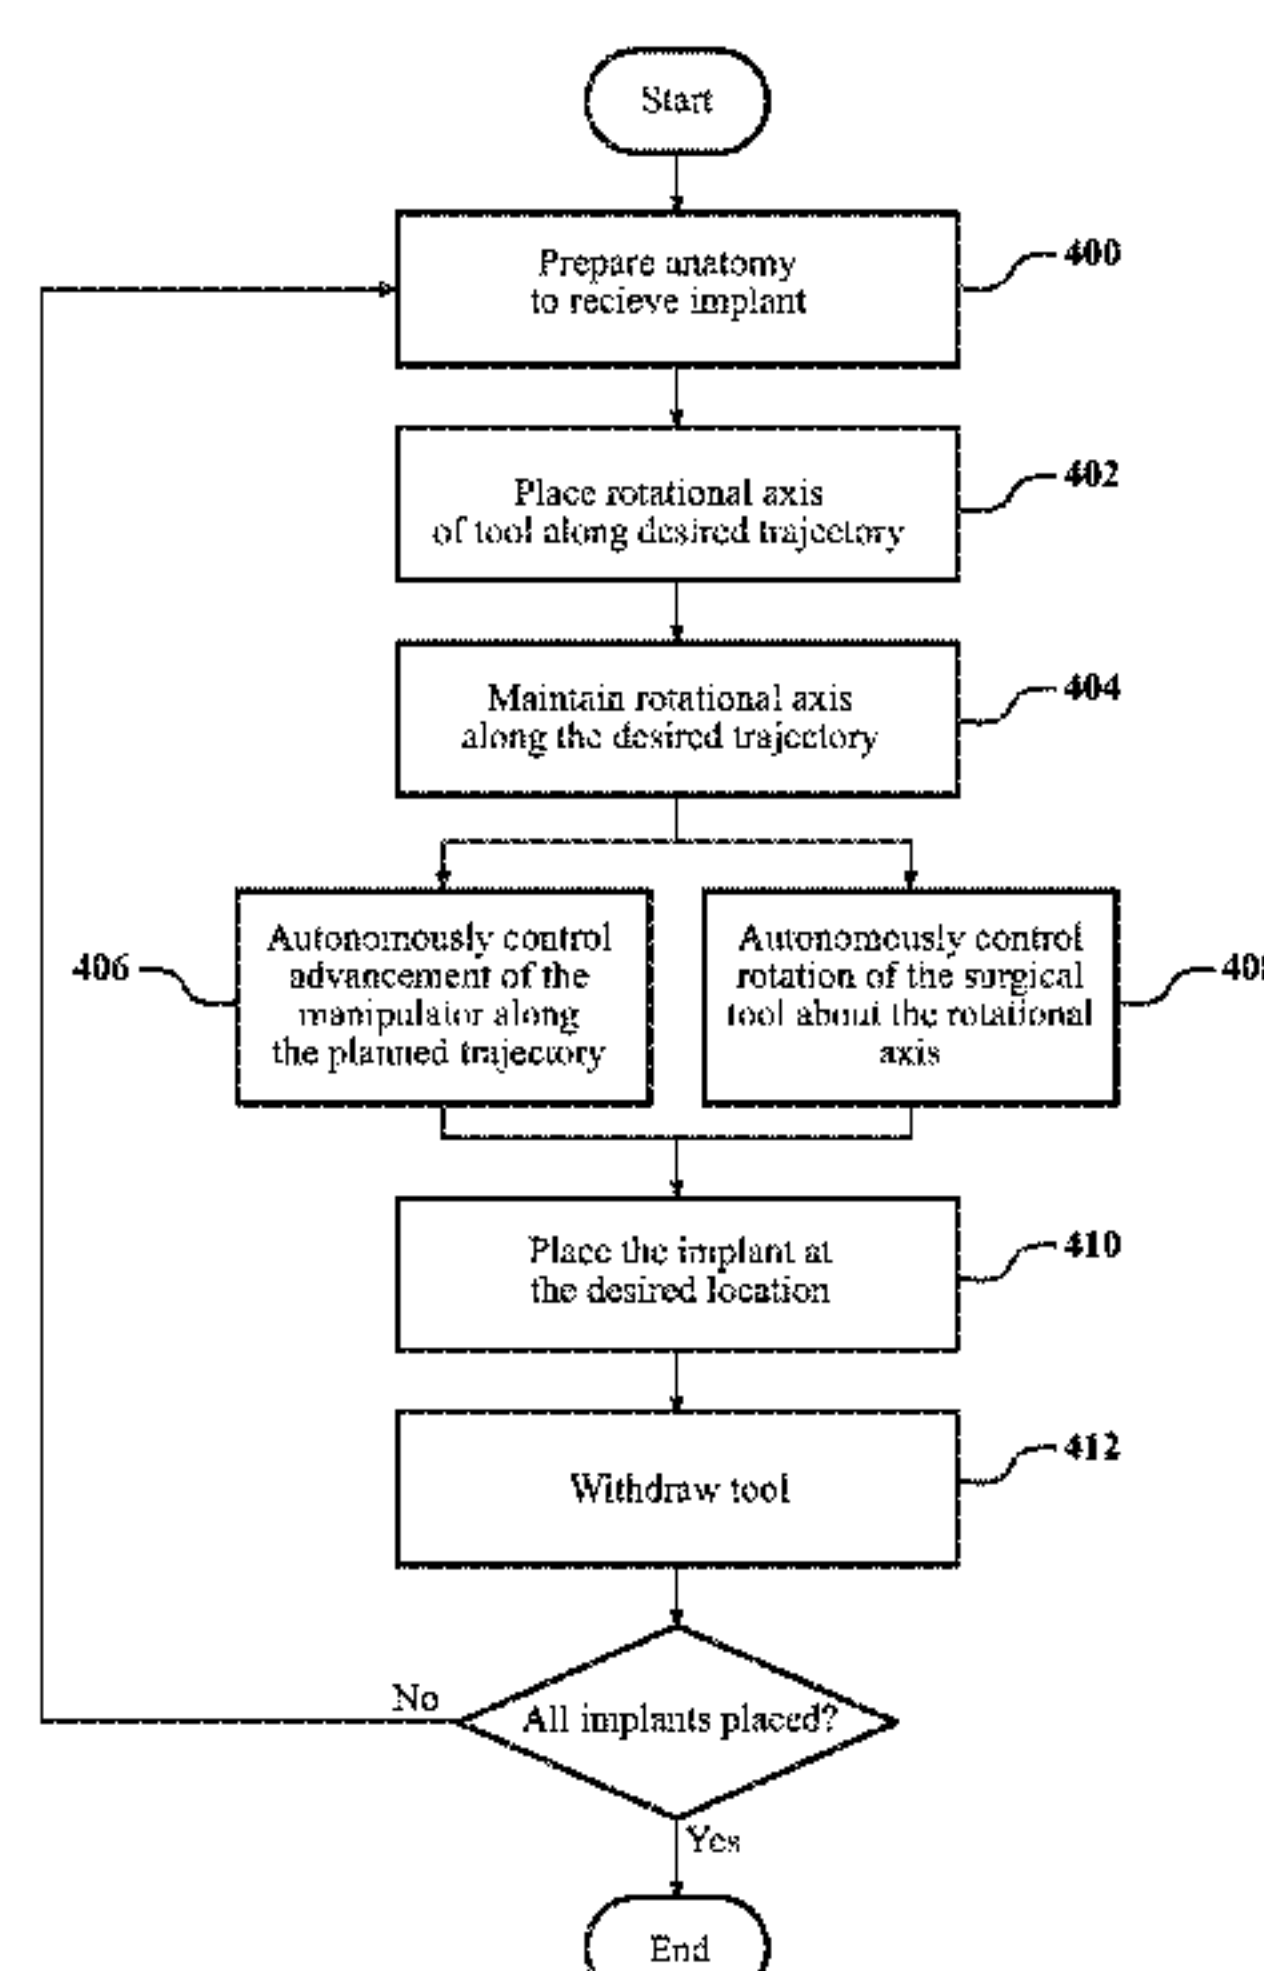 Start
Prepare anatomy
to recieve implant
400
Place rotational axis
of tool along desired trajectory
402
Maintain rotational axis
along the desired trajectory
404
Autonomously control
advancement of the
manipulator along
the planned trajectory
406
Autonomously control
rotation of the surgical
tool about the rotational
axis
408
Place the implant at
the desired location
410
Withdraw tool
412
All implants placed?
No
Yes
End